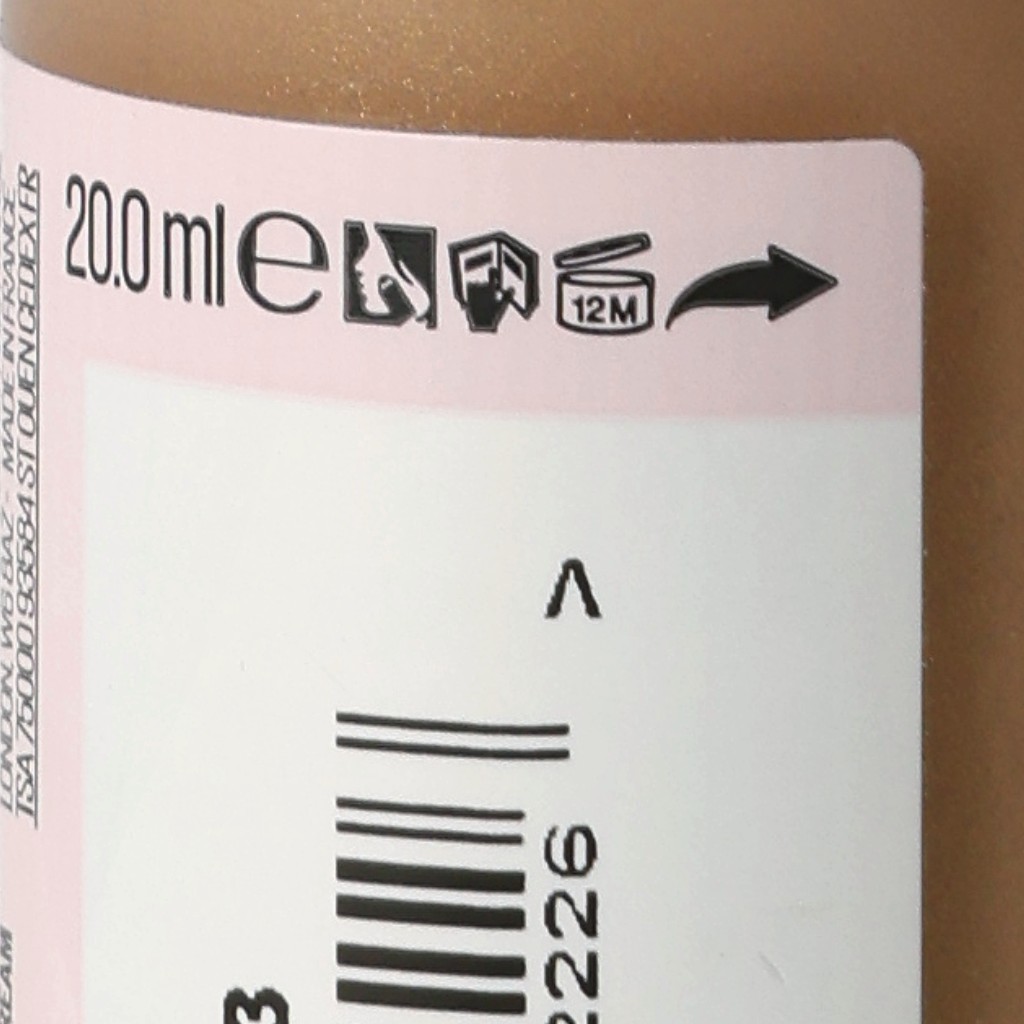 20.0 ml e
12M
LONDON, W6 8AZ - MADE IN FRANCE
TSA 75000 93584 ST OUEN CEDEX FR
>
2226